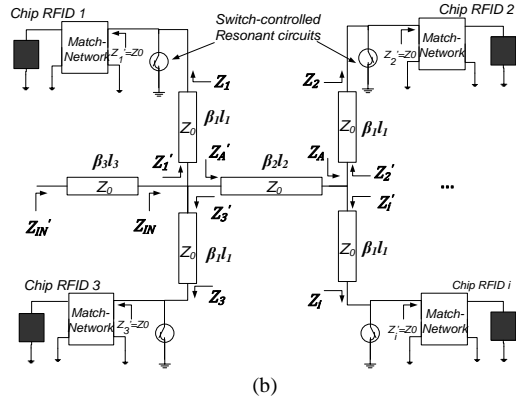 Chip RFID 1
Switch-controlled
Resonant circuits
Chip RFID 2
Match-
Network
Z1'=Z0
Z2'=Z0
Match-
Network
Z1
Z2
Z0
β1l1
Z0
β1l1
β3l3
Z1'
ZA'
β2l2
ZA
Z2'
Z0
Z0
...
ZIN'
ZIN
Z3'
Zi'
Z0
β1l1
Z0
β1l1
Chip RFID 3
Z3
Zi
Chip RFID i
Match-
Network
Z3'=Z0
Zi'=Z0
Match-
Network
(b)